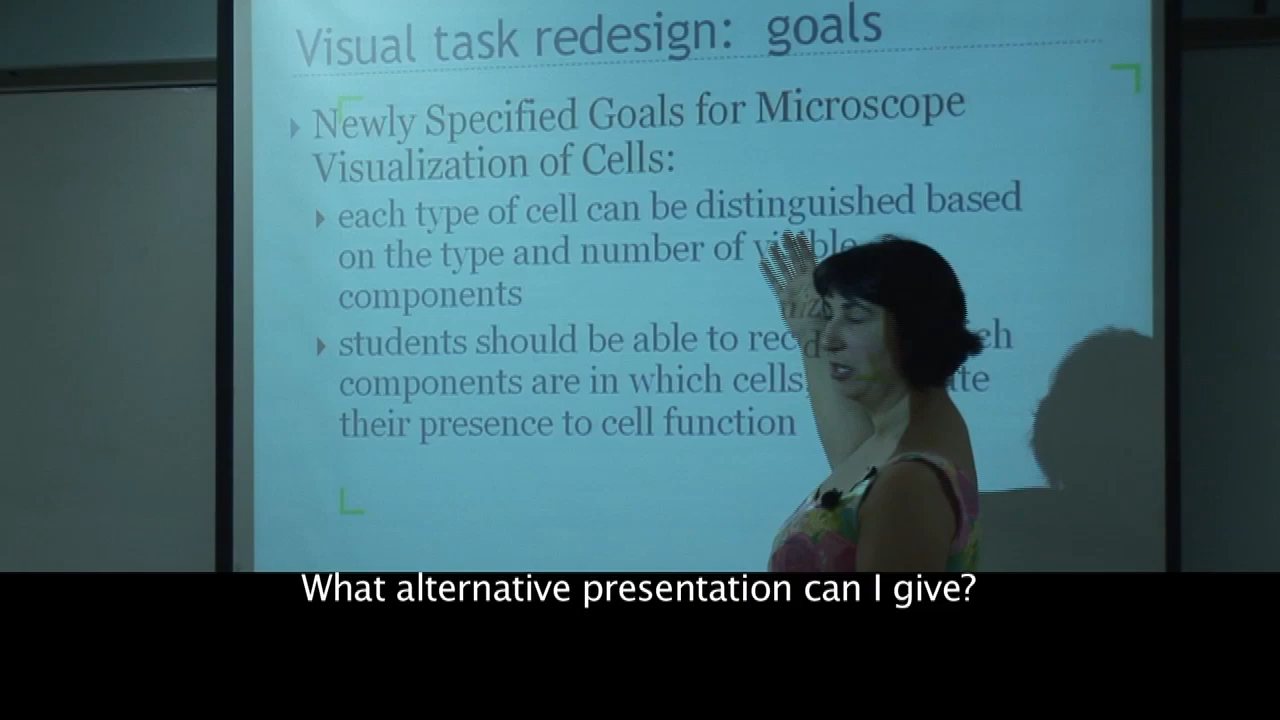 Visual task redesign: goals
Newly Specified Goals for Microscope
Visualization of Cells:
each type of cell can be distinguished based
on the type and number of visible
components
students should be able to
components are in which cells
their presence to cell function
What alternative presentation can I give?